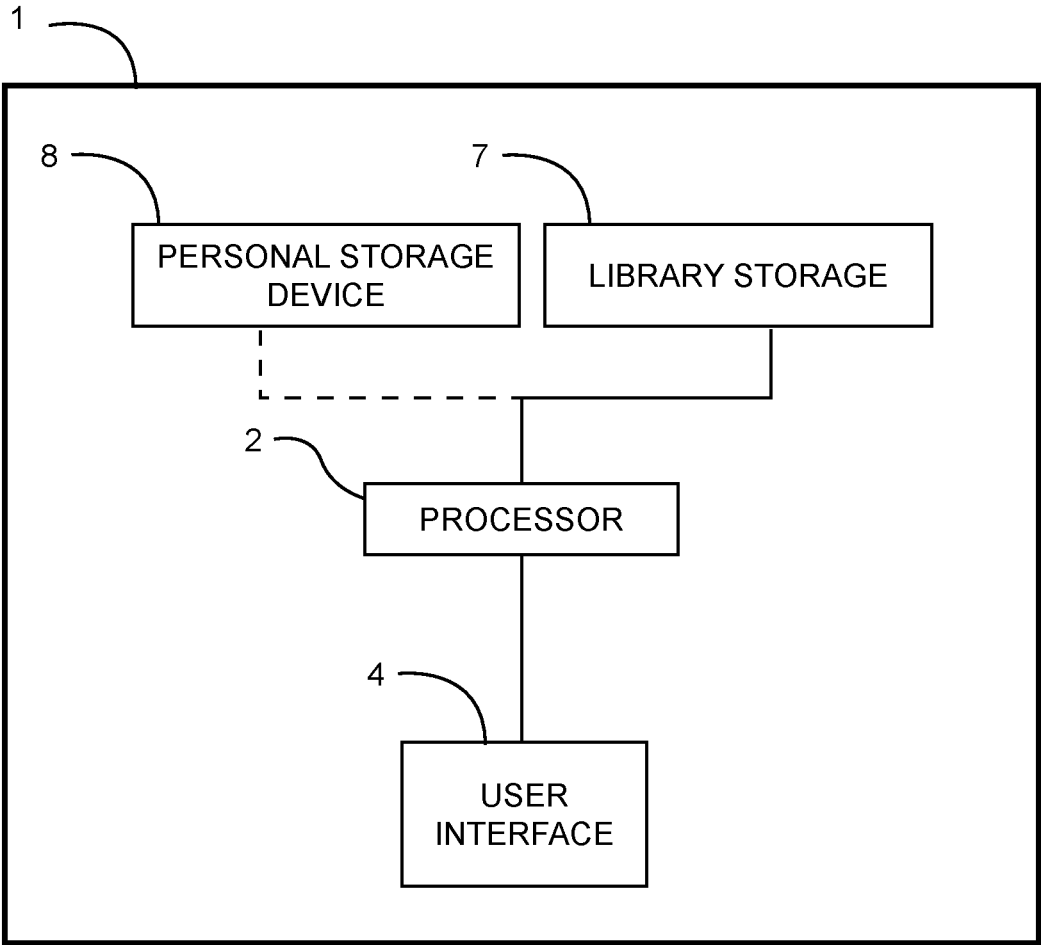 1
8
7
PERSONAL STORAGE
DEVICE
LIBRARY STORAGE
2
PROCESSOR
4
USER
INTERFACE